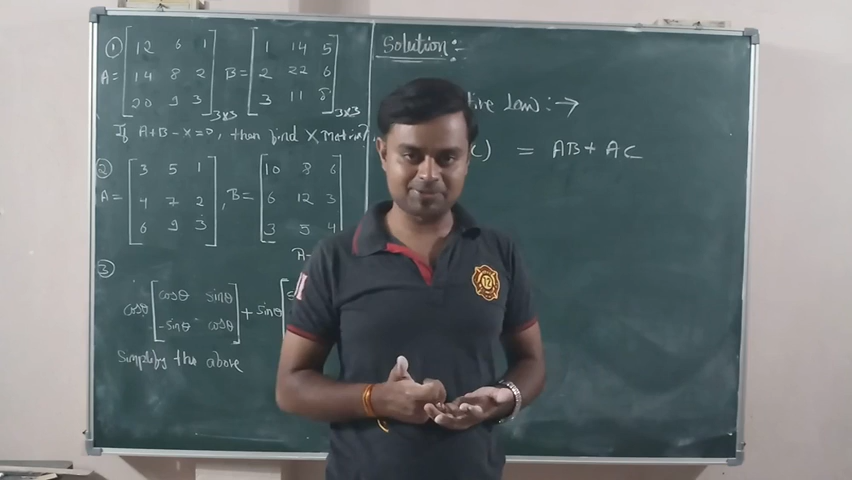 ① A = [12 6 1
14 8 2
20 9 3]3x3 B = [1 14 5
2 22 6
3 11 8]3x3
If A+B-X=0, then find X Matrix?
② A = [3 5 1
4 7 2
6 9 3], B = [10 8 6
6 12 3
3 5 4]
A-
③ cosθ [cosθ sinθ
-sinθ cosθ] + sinθ [
Simplify the above
Solution :-
tive Law :→
C) = AB + AC
12